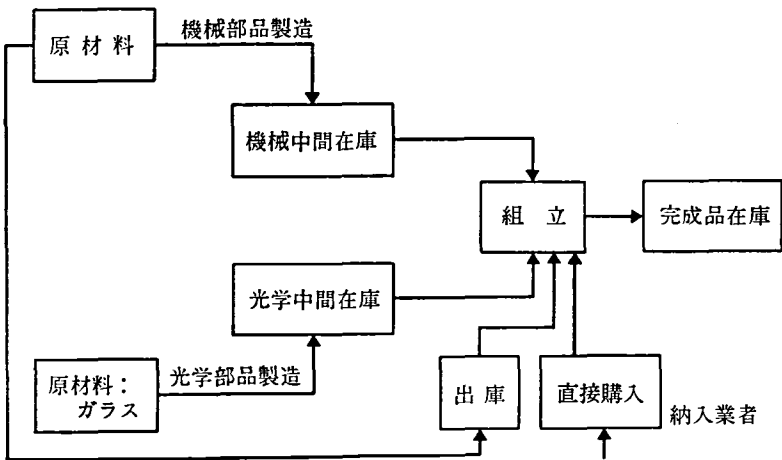 原材料
機械部品製造
機械中間在庫
組立
完成品在庫
光学中間在庫
原材料：
ガラス
光学部品製造
出庫
直接購入
納入業者